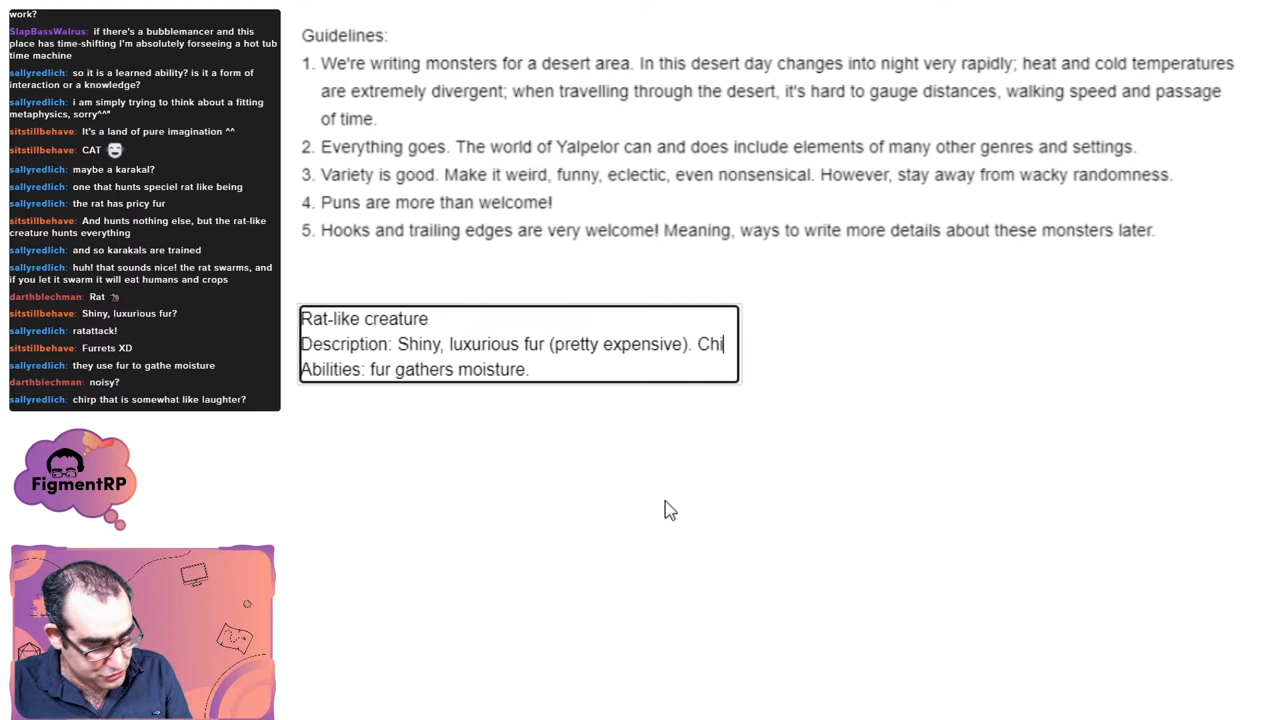 work?
SlapBassWalrus: if there's a bubblemancer and this
place has time-shifting I'm absolutely forseeing a hot tub
time machine
sallyredlich: so it is a learned ability? is it a form of
interaction or a knowledge?
sallyredlich: i am simply trying to think about a fitting
metaphysics, sorry^^"
sitstillbehave: It's a land of pure imagination ^^
sitstillbehave: CAT
sallyredlich: maybe a karakal?
sallyredlich: one that hunts speciel rat like being
sallyredlich: the rat has pricy fur
sitstillbehave: And hunts nothing else, but the rat-like
creature hunts everything
sallyredlich: and so karakals are trained
sallyredlich: huh! that sounds nice! the rat swarms, and
if you let it swarm it will eat humans and crops
darthblechman: Rat
sitstillbehave: Shiny, luxurious fur?
sallyredlich: ratattack!
sitstillbehave: Furrets XD
sallyredlich: they use fur to gathe moisture
darthblechman: noisy?
sallyredlich: chirp that is somewhat like laughter?
FigmentRP
Guidelines:
1. We're writing monsters for a desert area. In this desert day changes into night very rapidly; heat and cold temperatures
are extremely divergent; when travelling through the desert, it's hard to gauge distances, walking speed and passage
of time.
2. Everything goes. The world of Yalpelor can and does include elements of many other genres and settings.
3. Variety is good. Make it weird, funny, eclectic, even nonsensical. However, stay away from wacky randomness.
4. Puns are more than welcome!
5. Hooks and trailing edges are very welcome! Meaning, ways to write more details about these monsters later.
Rat-like creature
Description: Shiny, luxurious fur (pretty expensive). Chi
Abilities: fur gathers moisture.